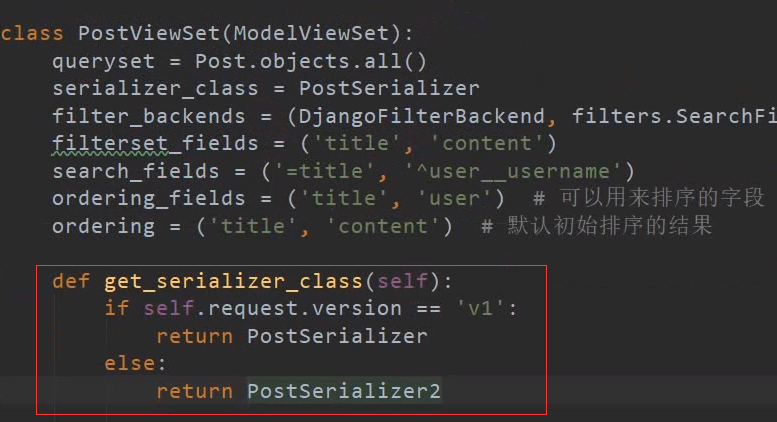 class PostViewSet(ModelViewSet):
queryset = Post.objects.all()
serializer_class = PostSerializer
filter_backends = (DjangoFilterBackend, filters.SearchFi
filterset_fields = ('title', 'content')
search_fields = ('=title', '^user__username')
ordering_fields = ('title', 'user')  # 可以用来排序的字段
ordering = ('title', 'content')  # 默认初始排序的结果
def get_serializer_class(self):
if self.request.version == 'v1':
return PostSerializer
else:
return PostSerializer2